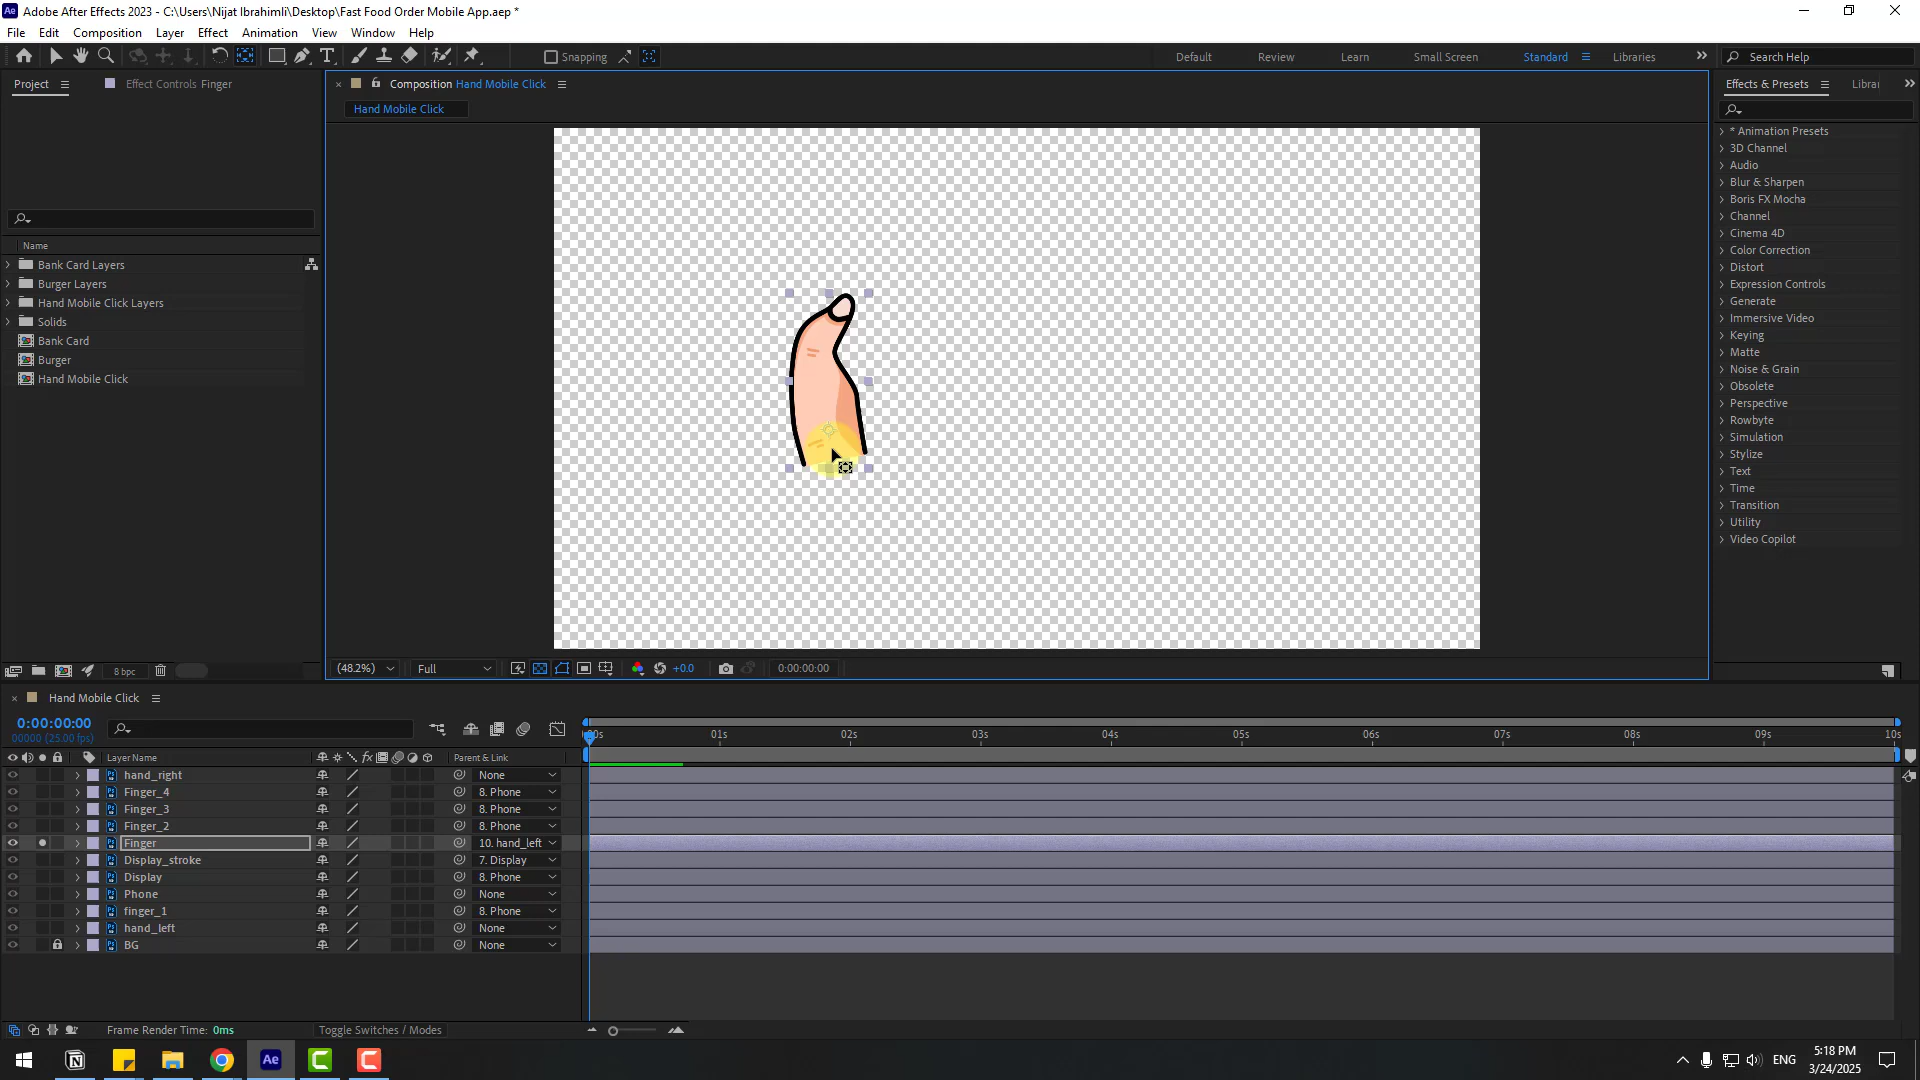 Adobe After Effects 2023 - C:\Users\Nijat Ibrahimli\Desktop\Fast Food Order Mobile App.aep *
File Edit Composition Layer Effect Animation View Window Help
Snapping Default Review Learn Small Screen Standard Libraries Search Help
Project Effect Controls Finger
Composition Hand Mobile Click
Effects & Presets Librar
Hand Mobile Click
Name
Bank Card Layers
Burger Layers
Hand Mobile Click Layers
Solids
Bank Card
Burger
Hand Mobile Click
* Animation Presets
3D Channel
Audio
Blur & Sharpen
Boris FX Mocha
Channel
Cinema 4D
Color Correction
Distort
Expression Controls
Generate
Immersive Video
Keying
Matte
Noise & Grain
Obsolete
Perspective
Rowbyte
Simulation
Stylize
Text
Time
Transition
Utility
Video Copilot
8 bpc
(48.2%) Full +0.0 0:00:00:00
Hand Mobile Click
0:00:00:00
00000 (25.00 fps)
00s 01s 02s 03s 04s 05s 06s 07s 08s 09s 10s
Layer Name fx Parent & Link
hand_right None
Finger_4 8. Phone
Finger_3 8. Phone
Finger_2 8. Phone
Finger 10. hand_left
Display_stroke 7. Display
Display 8. Phone
Phone None
finger_1 8. Phone
hand_left None
BG None
Frame Render Time: 0ms Toggle Switches / Modes
ENG
5:18 PM
3/24/2025